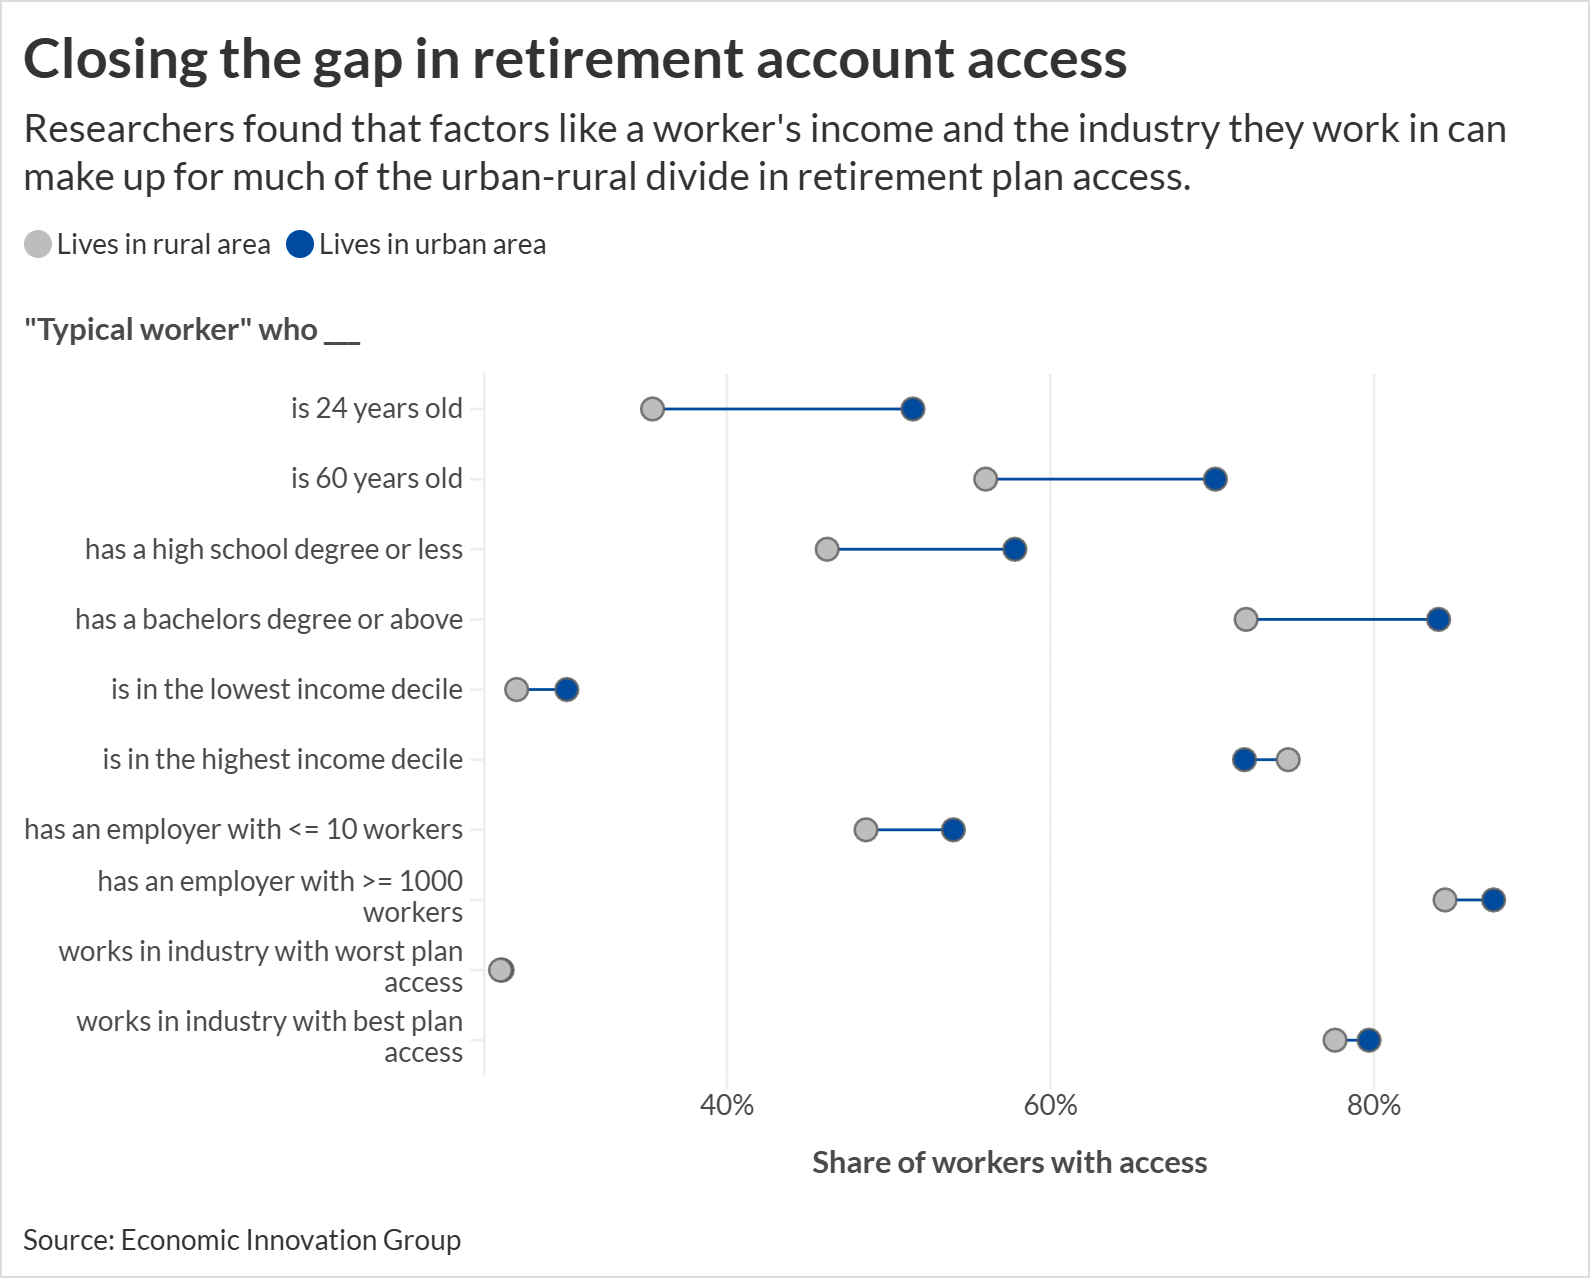 Closing the gap in retirement account access
Researchers found that factors like a worker's income and the industry they work in can
make up for much of the urban-rural divide in retirement plan access.
Lives in rural area Lives in urban area
"Typical worker" who ___
is 24 years old
is 60 years old
has a high school degree or less
has a bachelors degree or above
is in the lowest income decile
is in the highest income decile
has an employer with <= 10 workers
has an employer with >= 1000
workers
works in industry with worst plan
access
works in industry with best plan
access
40% 60% 80%
Share of workers with access
Source: Economic Innovation Group